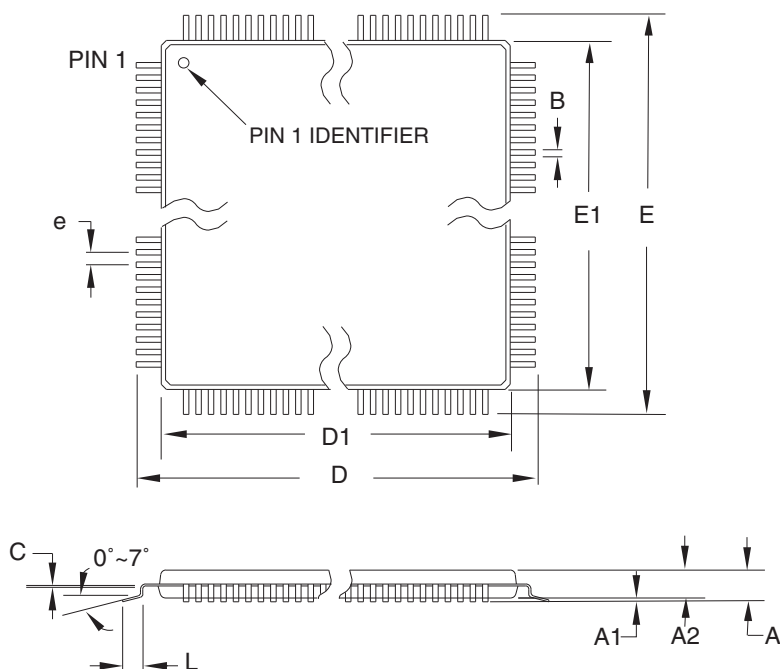 PIN 1
B
PIN 1 IDENTIFIER
e
E1
E
D1
D
C
0°~7°
A1
A2
A
L